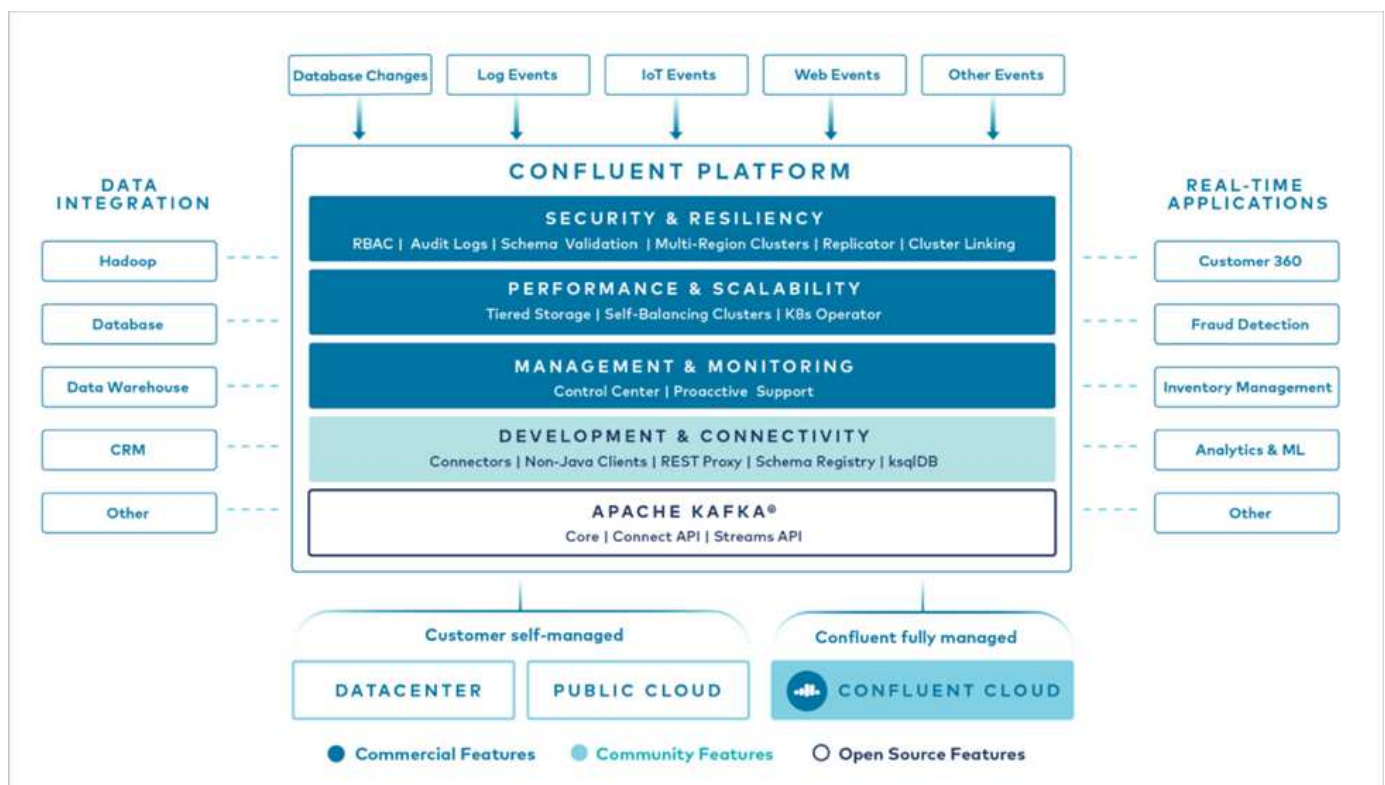 Database Changes
Log Events
IoT Events
Web Events
Other Events
CONFLUENT PLATFORM
DATA
INTEGRATION
Hadoop
Database
Data Warehouse
CRM
Other
SECURITY & RESILIENCY
RBAC | Audit Logs | Schema Validation | Multi-Region Clusters | Replicator | Cluster Linking
PERFORMANCE & SCALABILITY
Tiered Storage | Self-Balancing Clusters | K8s Operator
MANAGEMENT & MONITORING
Control Center | Proacctive Support
DEVELOPMENT & CONNECTIVITY
Connectors | Non-Java Clients | REST Proxy | Schema Registry | ksqlDB
APACHE KAFKA®
Core | Connect API | Streams API
REAL-TIME
APPLICATIONS
Customer 360
Fraud Detection
Inventory Management
Analytics & ML
Other
Customer self-managed
Confluent fully managed
DATACENTER
PUBLIC CLOUD
CONFLUENT CLOUD
Commercial Features
Community Features
Open Source Features